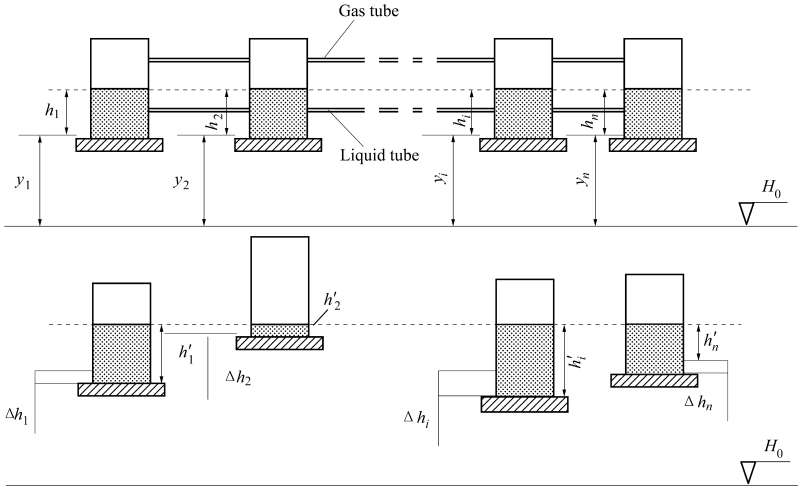 Gas tube
h₁
h₂
hᵢ
hₙ
Liquid tube
y₁
y₂
yᵢ
yₙ
H₀
h′₂
h′₁
h′ᵢ
h′ₙ
Δh₁
Δh₂
Δhᵢ
Δhₙ
H₀